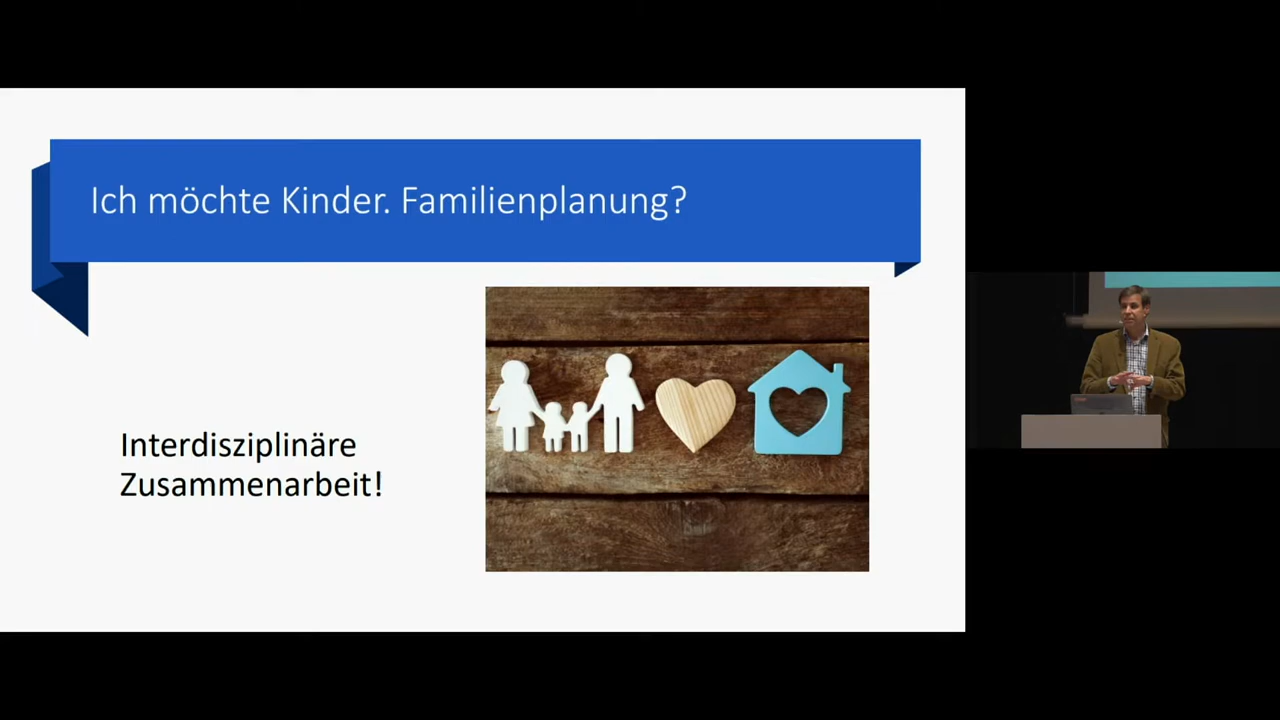 Ich möchte Kinder. Familienplanung?
Interdisziplinäre
Zusammenarbeit!